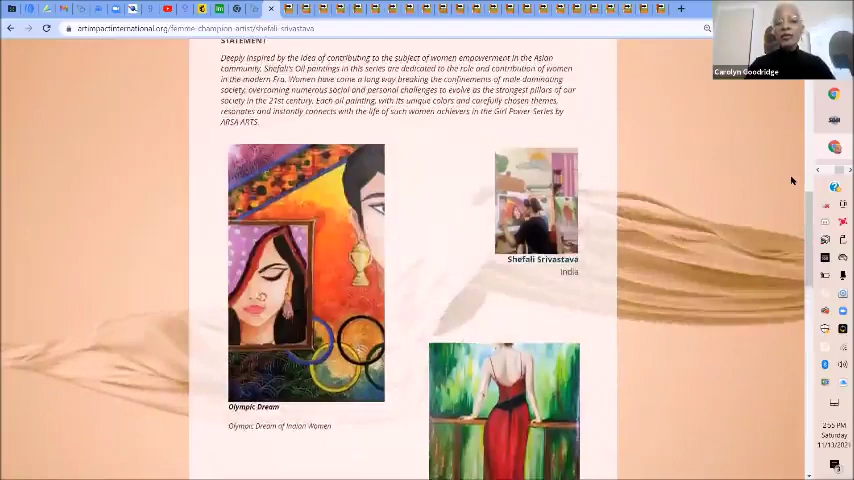 artimpactinternational.org/femme-champion-artist/shefali-srivastava
STATEMENT
Deeply inspired by the idea of contributing to the subject of women empowerment in the Asian
community, Shefali's Oil paintings in this series are dedicated to the role and contribution of women
in the modern Era. Women have come a long way breaking the confinements of male dominating
society, overcoming numerous social and personal challenges to evolve as the strongest pillars of our
society in the 21st century. Each oil painting, with its unique colors and carefully chosen themes,
resonates and instantly connects with the life of such women achievers in the Girl Power Series by
ARSA ARTS.
Shefali Srivastava
India
Olympic Dream
Olympic Dream of Indian Women
Carolyn Goodridge
2:55 PM
Saturday
11/13/2021